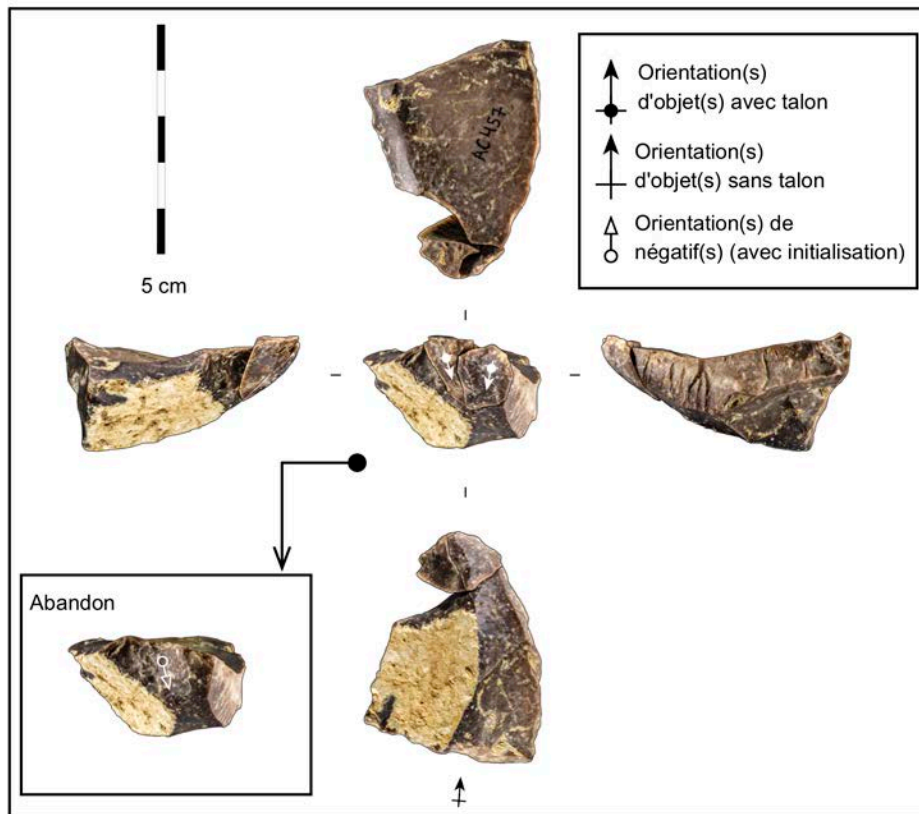 Orientation(s)
d'objet(s) avec talon
Orientation(s)
d'objet(s) sans talon
Orientation(s) de
négatif(s) (avec initialisation)
AC457
5 cm
Abandon